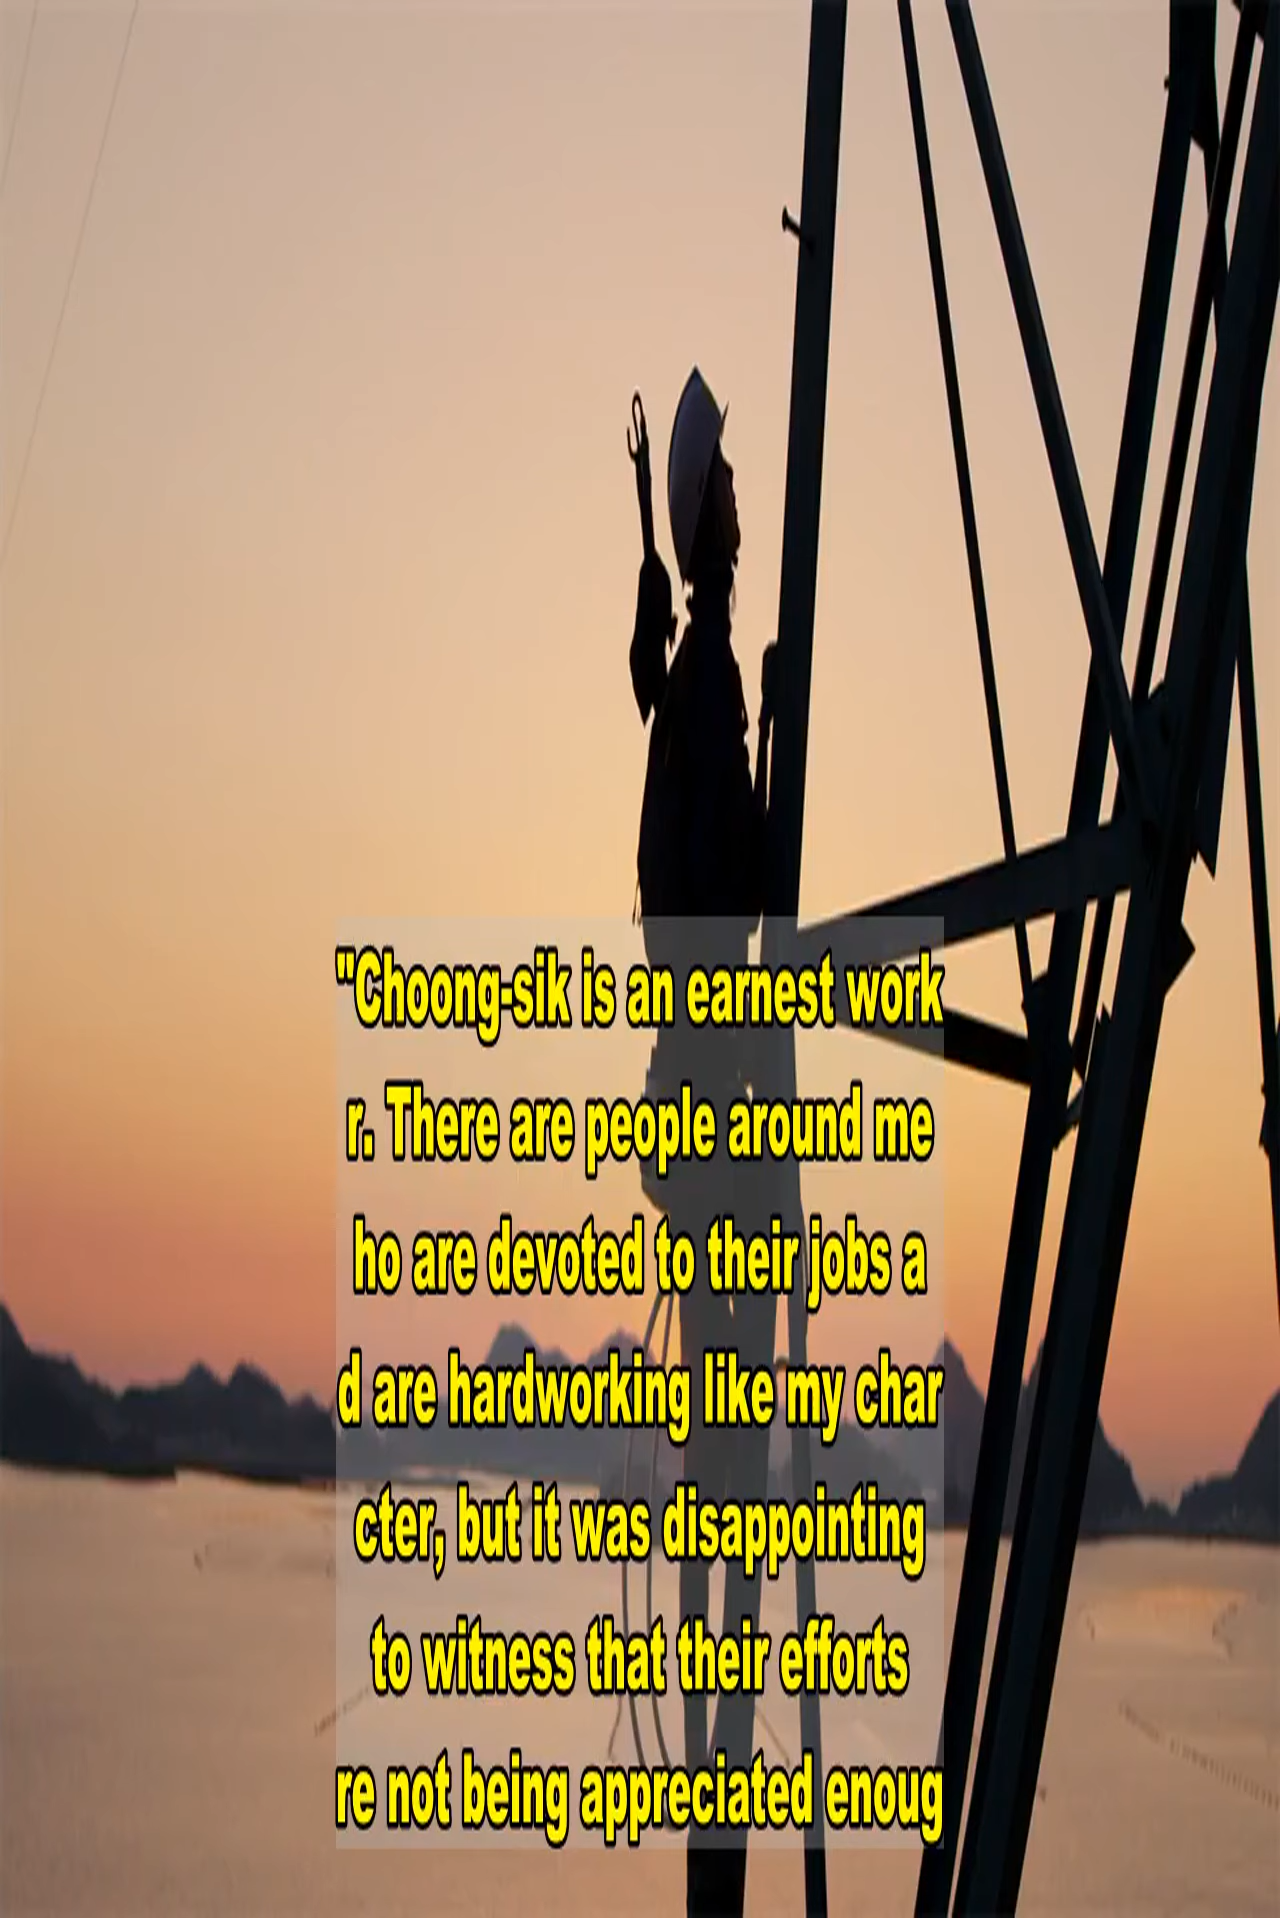 "Choong-sik is an earnest work
r. There are people around me
ho are devoted to their jobs a
d are hardworking like my char
cter, but it was disappointing
to witness that their efforts
re not being appreciated enoug